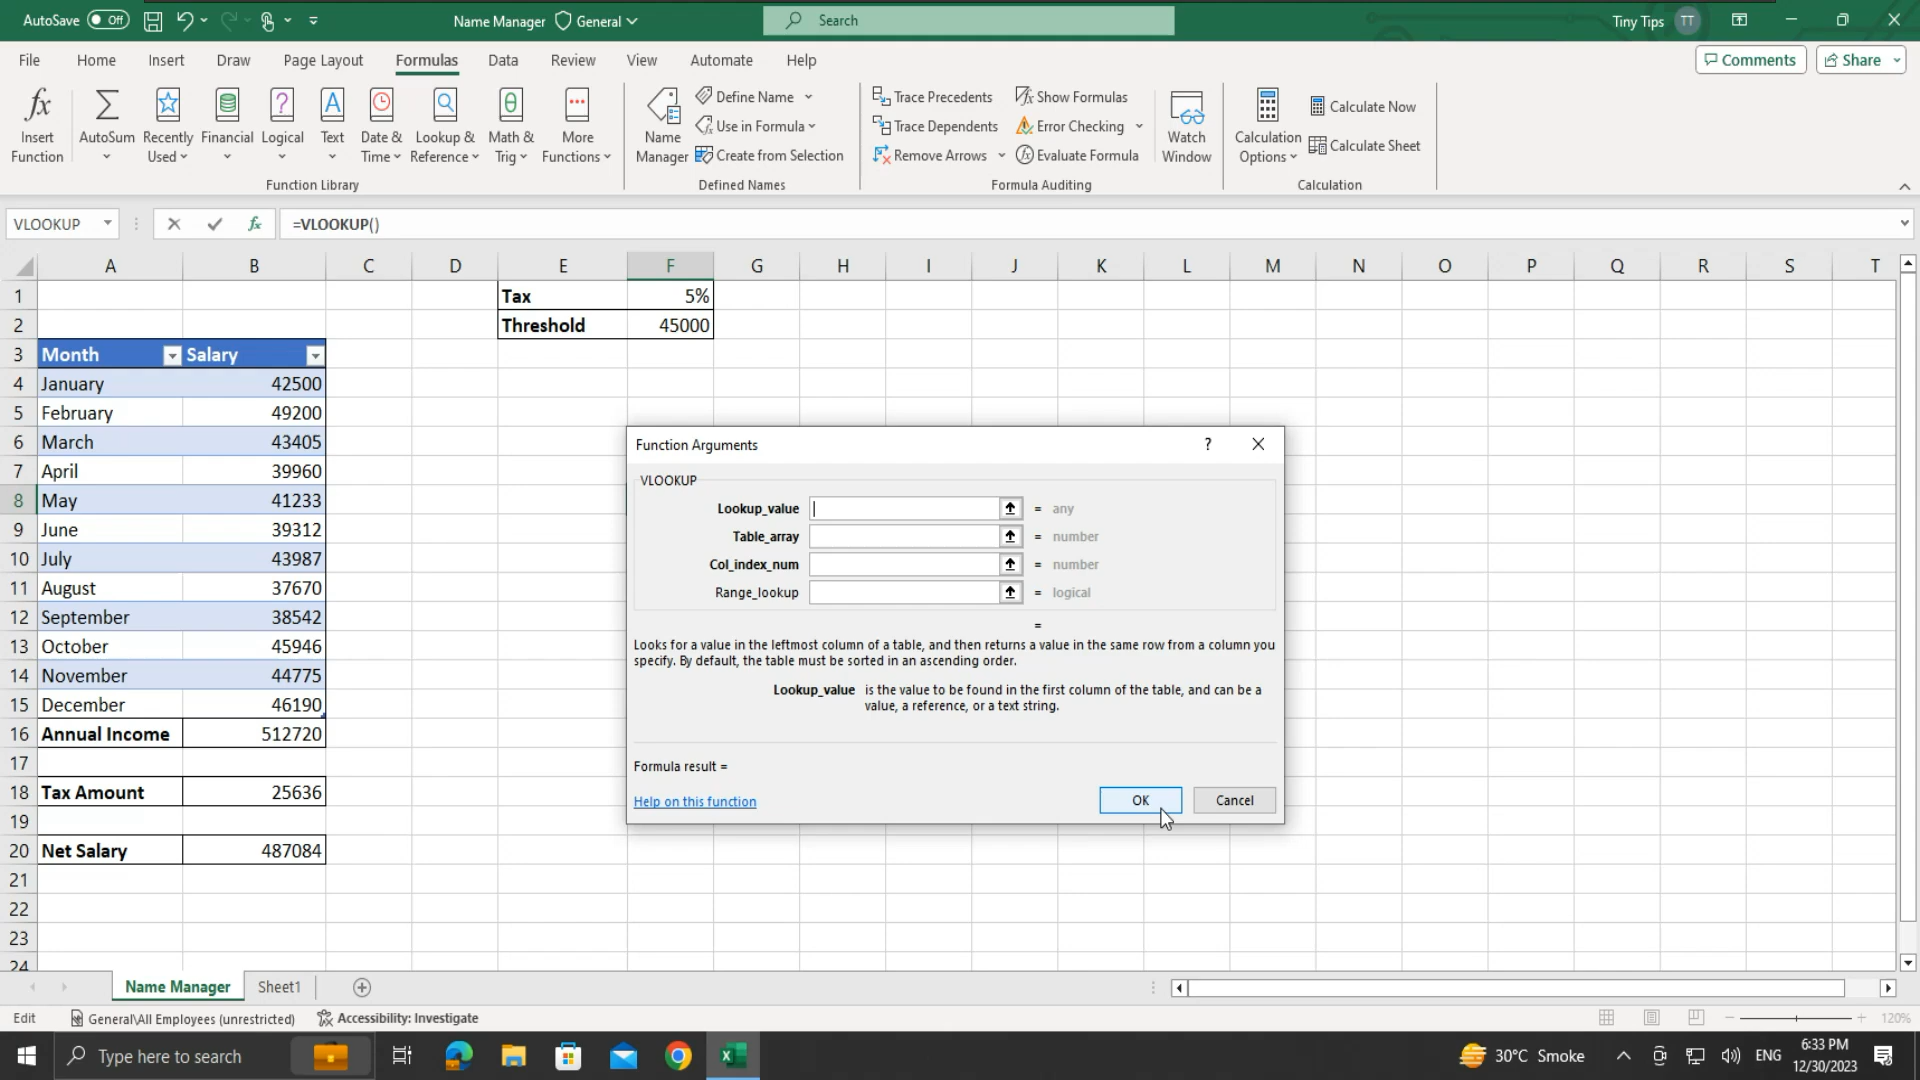 AutoSave Off Name Manager General Search Tiny Tips TT
File Home Insert Draw Page Layout Formulas Data Review View Automate Help Comments Share
Insert Function
AutoSum
Recently Used
Financial
Logical
Text
Date & Time
Lookup & Reference
Math & Trig
More Functions
Function Library
Name Manager
Define Name
Use in Formula
Create from Selection
Defined Names
Trace Precedents
Trace Dependents
Remove Arrows
Show Formulas
Error Checking
Evaluate Formula
Formula Auditing
Watch Window
Calculation Options
Calculate Now
Calculate Sheet
Calculation
VLOOKUP fx =VLOOKUP()
A B C D E F G H I J K L M N O P Q R S T
1 Tax 5%
2 Threshold 45000
3 Month Salary
4 January 42500
5 February 49200
6 March 43405
7 April 39960
8 May 41233
9 June 39312
10 July 43987
11 August 37670
12 September 38542
13 October 45946
14 November 44775
15 December 46190
16 Annual Income 512720
17
18 Tax Amount 25636
19
20 Net Salary 487084
21
22
23
24
Function Arguments ?
VLOOKUP
Lookup_value = any
Table_array = number
Col_index_num = number
Range_lookup = logical
=
Looks for a value in the leftmost column of a table, and then returns a value in the same row from a column you
specify. By default, the table must be sorted in an ascending order.
Lookup_value is the value to be found in the first column of the table, and can be a
value, a reference, or a text string.
Formula result =
Help on this function OK Cancel
Name Manager Sheet1
Edit General\All Employees (unrestricted) Accessibility: Investigate 120%
Type here to search 30°C Smoke ENG 6:33 PM
12/30/2023